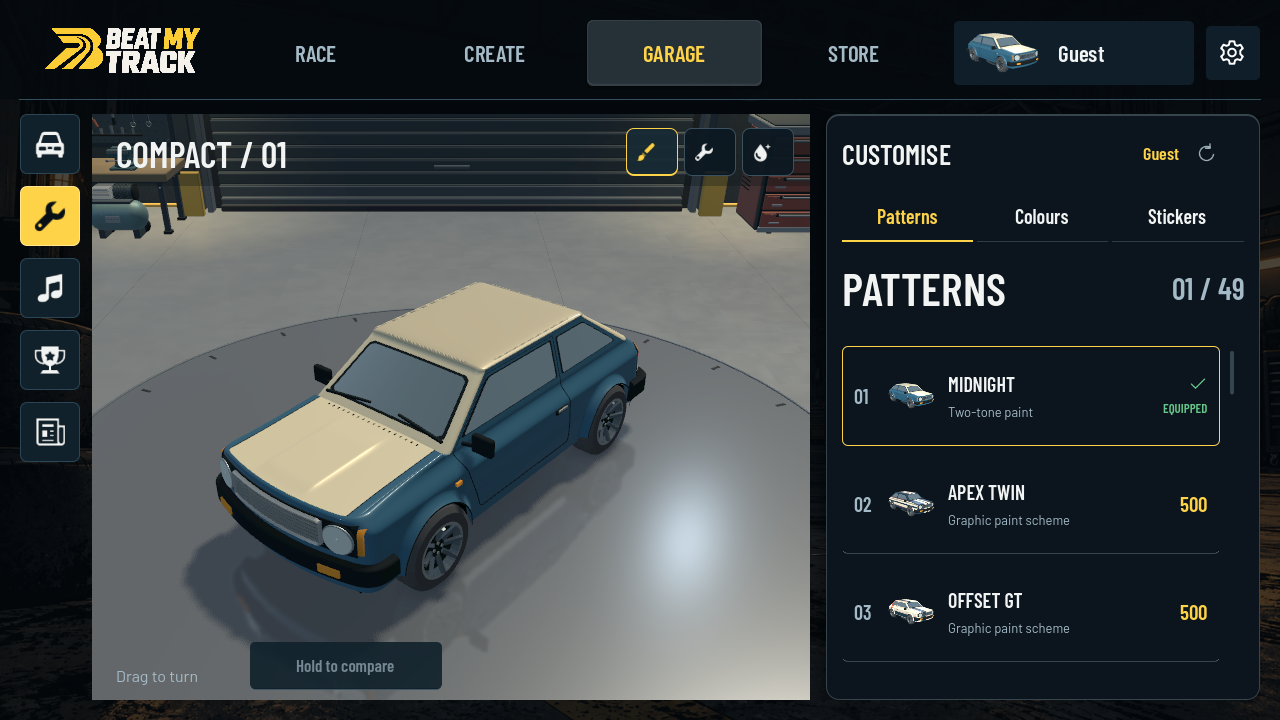 BEAT MY
TRACK
RACE
CREATE
GARAGE
STORE
Guest
COMPACT / 01
Drag to turn
Hold to compare
CUSTOMISE
Guest
Patterns
Colours
Stickers
PATTERNS
01 / 49
01
MIDNIGHT
Two-tone paint
EQUIPPED
02
APEX TWIN
Graphic paint scheme
500
03
OFFSET GT
Graphic paint scheme
500